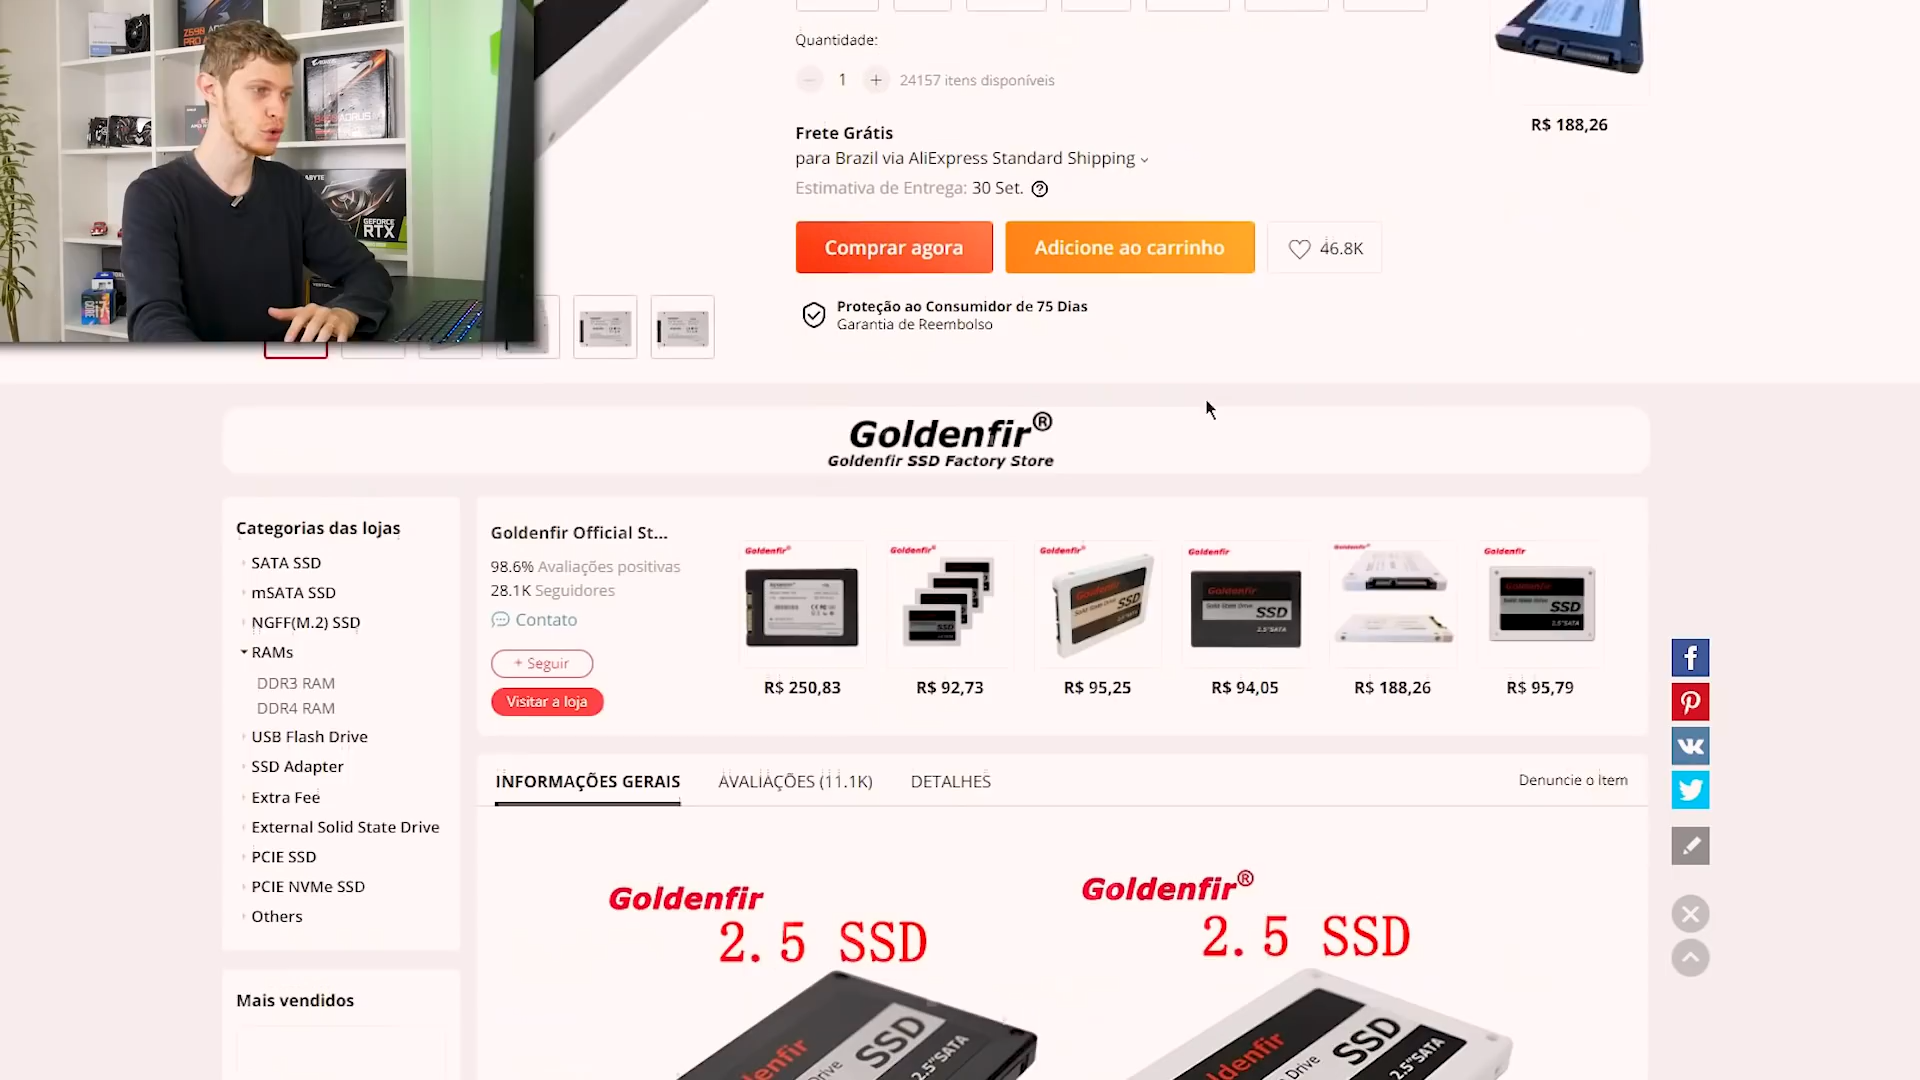 Quantidade:
1
24157 itens disponíveis
R$ 188,26
Frete Grátis
para Brazil via AliExpress Standard Shipping
Estimativa de Entrega: 30 Set.
Comprar agora
Adicione ao carrinho
46.8K
Proteção ao Consumidor de 75 Dias
Garantia de Reembolso
GEFORCE
RTX
Goldenfir®
Goldenfir SSD Factory Store
Categorias das lojas
SATA SSD
mSATA SSD
NGFF(M.2) SSD
RAMs
DDR3 RAM
DDR4 RAM
USB Flash Drive
SSD Adapter
Extra Fee
External Solid State Drive
PCIE SSD
PCIE NVMe SSD
Others
Mais vendidos
Goldenfir Official St...
98.6% Avaliações positivas
28.1K Seguidores
Contato
+ Seguir
Visitar a loja
R$ 250,83
R$ 92,73
R$ 95,25
R$ 94,05
R$ 188,26
R$ 95,79
INFORMAÇÕES GERAIS
AVALIAÇÕES (11.1K)
DETALHES
Denuncie o Item
Goldenfir
2.5 SSD
Goldenfir®
2.5 SSD
SSD
2.5"SATA
SSD
2.5"SATA